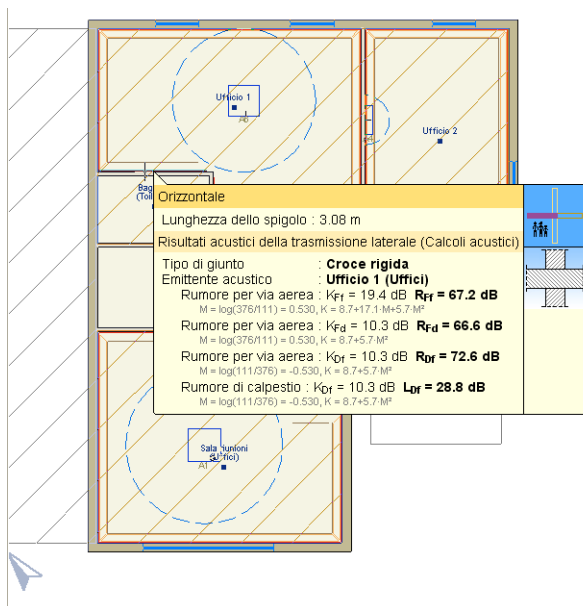 Ufficio 1
A6
Ufficio 2
Bag
(Toil
Orizzontale
Lunghezza dello spigolo : 3.08 m
Risultati acustici della trasmissione laterale (Calcoli acustici)
Tipo di giunto : Croce rigida
Emittente acustico : Ufficio 1 (Uffici)
Rumore per via aerea : KFf = 19.4 dB RFf = 67.2 dB
M = log(376/111) = 0.530, K = 8.7+17.1·M+5.7·M²
Rumore per via aerea : KFd = 10.3 dB RFd = 66.6 dB
M = log(376/111) = 0.530, K = 8.7+5.7·M²
Rumore per via aerea : KDf = 10.3 dB RDf = 72.6 dB
M = log(111/376) = -0.530, K = 8.7+5.7·M²
Rumore di calpestio : KDf = 10.3 dB LDf = 28.8 dB
M = log(111/376) = -0.530, K = 8.7+5.7·M²
Sala riunioni
(Uffici)
A1